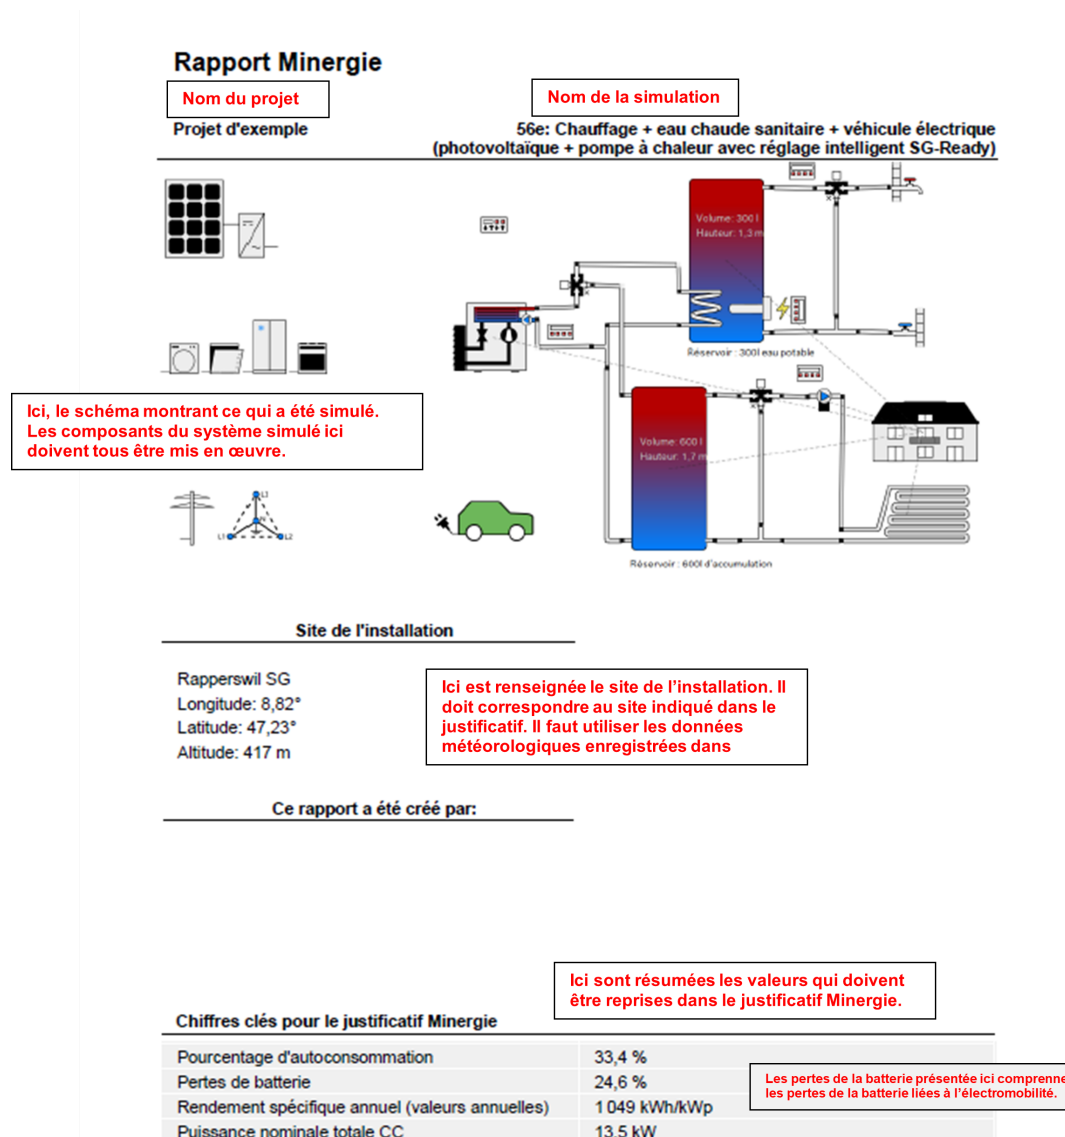 Rapport Minergie
Nom du projet
Nom de la simulation
Projet d'exemple
56e: Chauffage + eau chaude sanitaire + véhicule électrique
(photovoltaïque + pompe à chaleur avec réglage intelligent SG-Ready)
Volume: 300 l
Hauteur: 1,3 m
Réservoir : 300l eau potable
Ici, le schéma montrant ce qui a été simulé.
Les composants du système simulé ici
doivent tous être mis en œuvre.
Volume: 600 l
Hauteur: 1,7 m
L3
N
L1
L2
Réservoir : 600l d'accumulation
Site de l'installation
Rapperswil SG
Longitude: 8,82°
Latitude: 47,23°
Altitude: 417 m
Ici est renseignée le site de l’installation. Il
doit correspondre au site indiqué dans le
justificatif. Il faut utiliser les données
météorologiques enregistrées dans
Ce rapport a été créé par:
Ici sont résumées les valeurs qui doivent
être reprises dans le justificatif Minergie.
Chiffres clés pour le justificatif Minergie
Pourcentage d'autoconsommation 33,4 %
Pertes de batterie 24,6 %
Rendement spécifique annuel (valeurs annuelles) 1 049 kWh/kWp
Puissance nominale totale CC 13,5 kW
Les pertes de la batterie présentée ici comprenne
les pertes de la batterie liées à l’électromobilité.